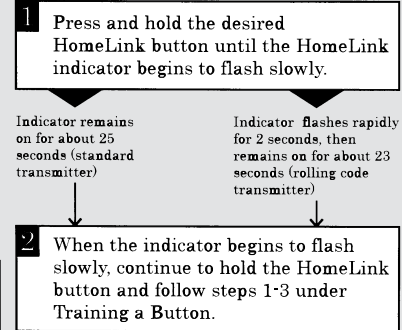 1
Press and hold the desired
HomeLink button until the HomeLink
indicator begins to flash slowly.
Indicator remains
on for about 25
seconds (standard
transmitter)
Indicator flashes rapidly
for 2 seconds, then
remains on for about 23
seconds (rolling code
transmitter)
2
When the indicator begins to flash
slowly, continue to hold the HomeLink
button and follow steps 1-3 under
Training a Button.